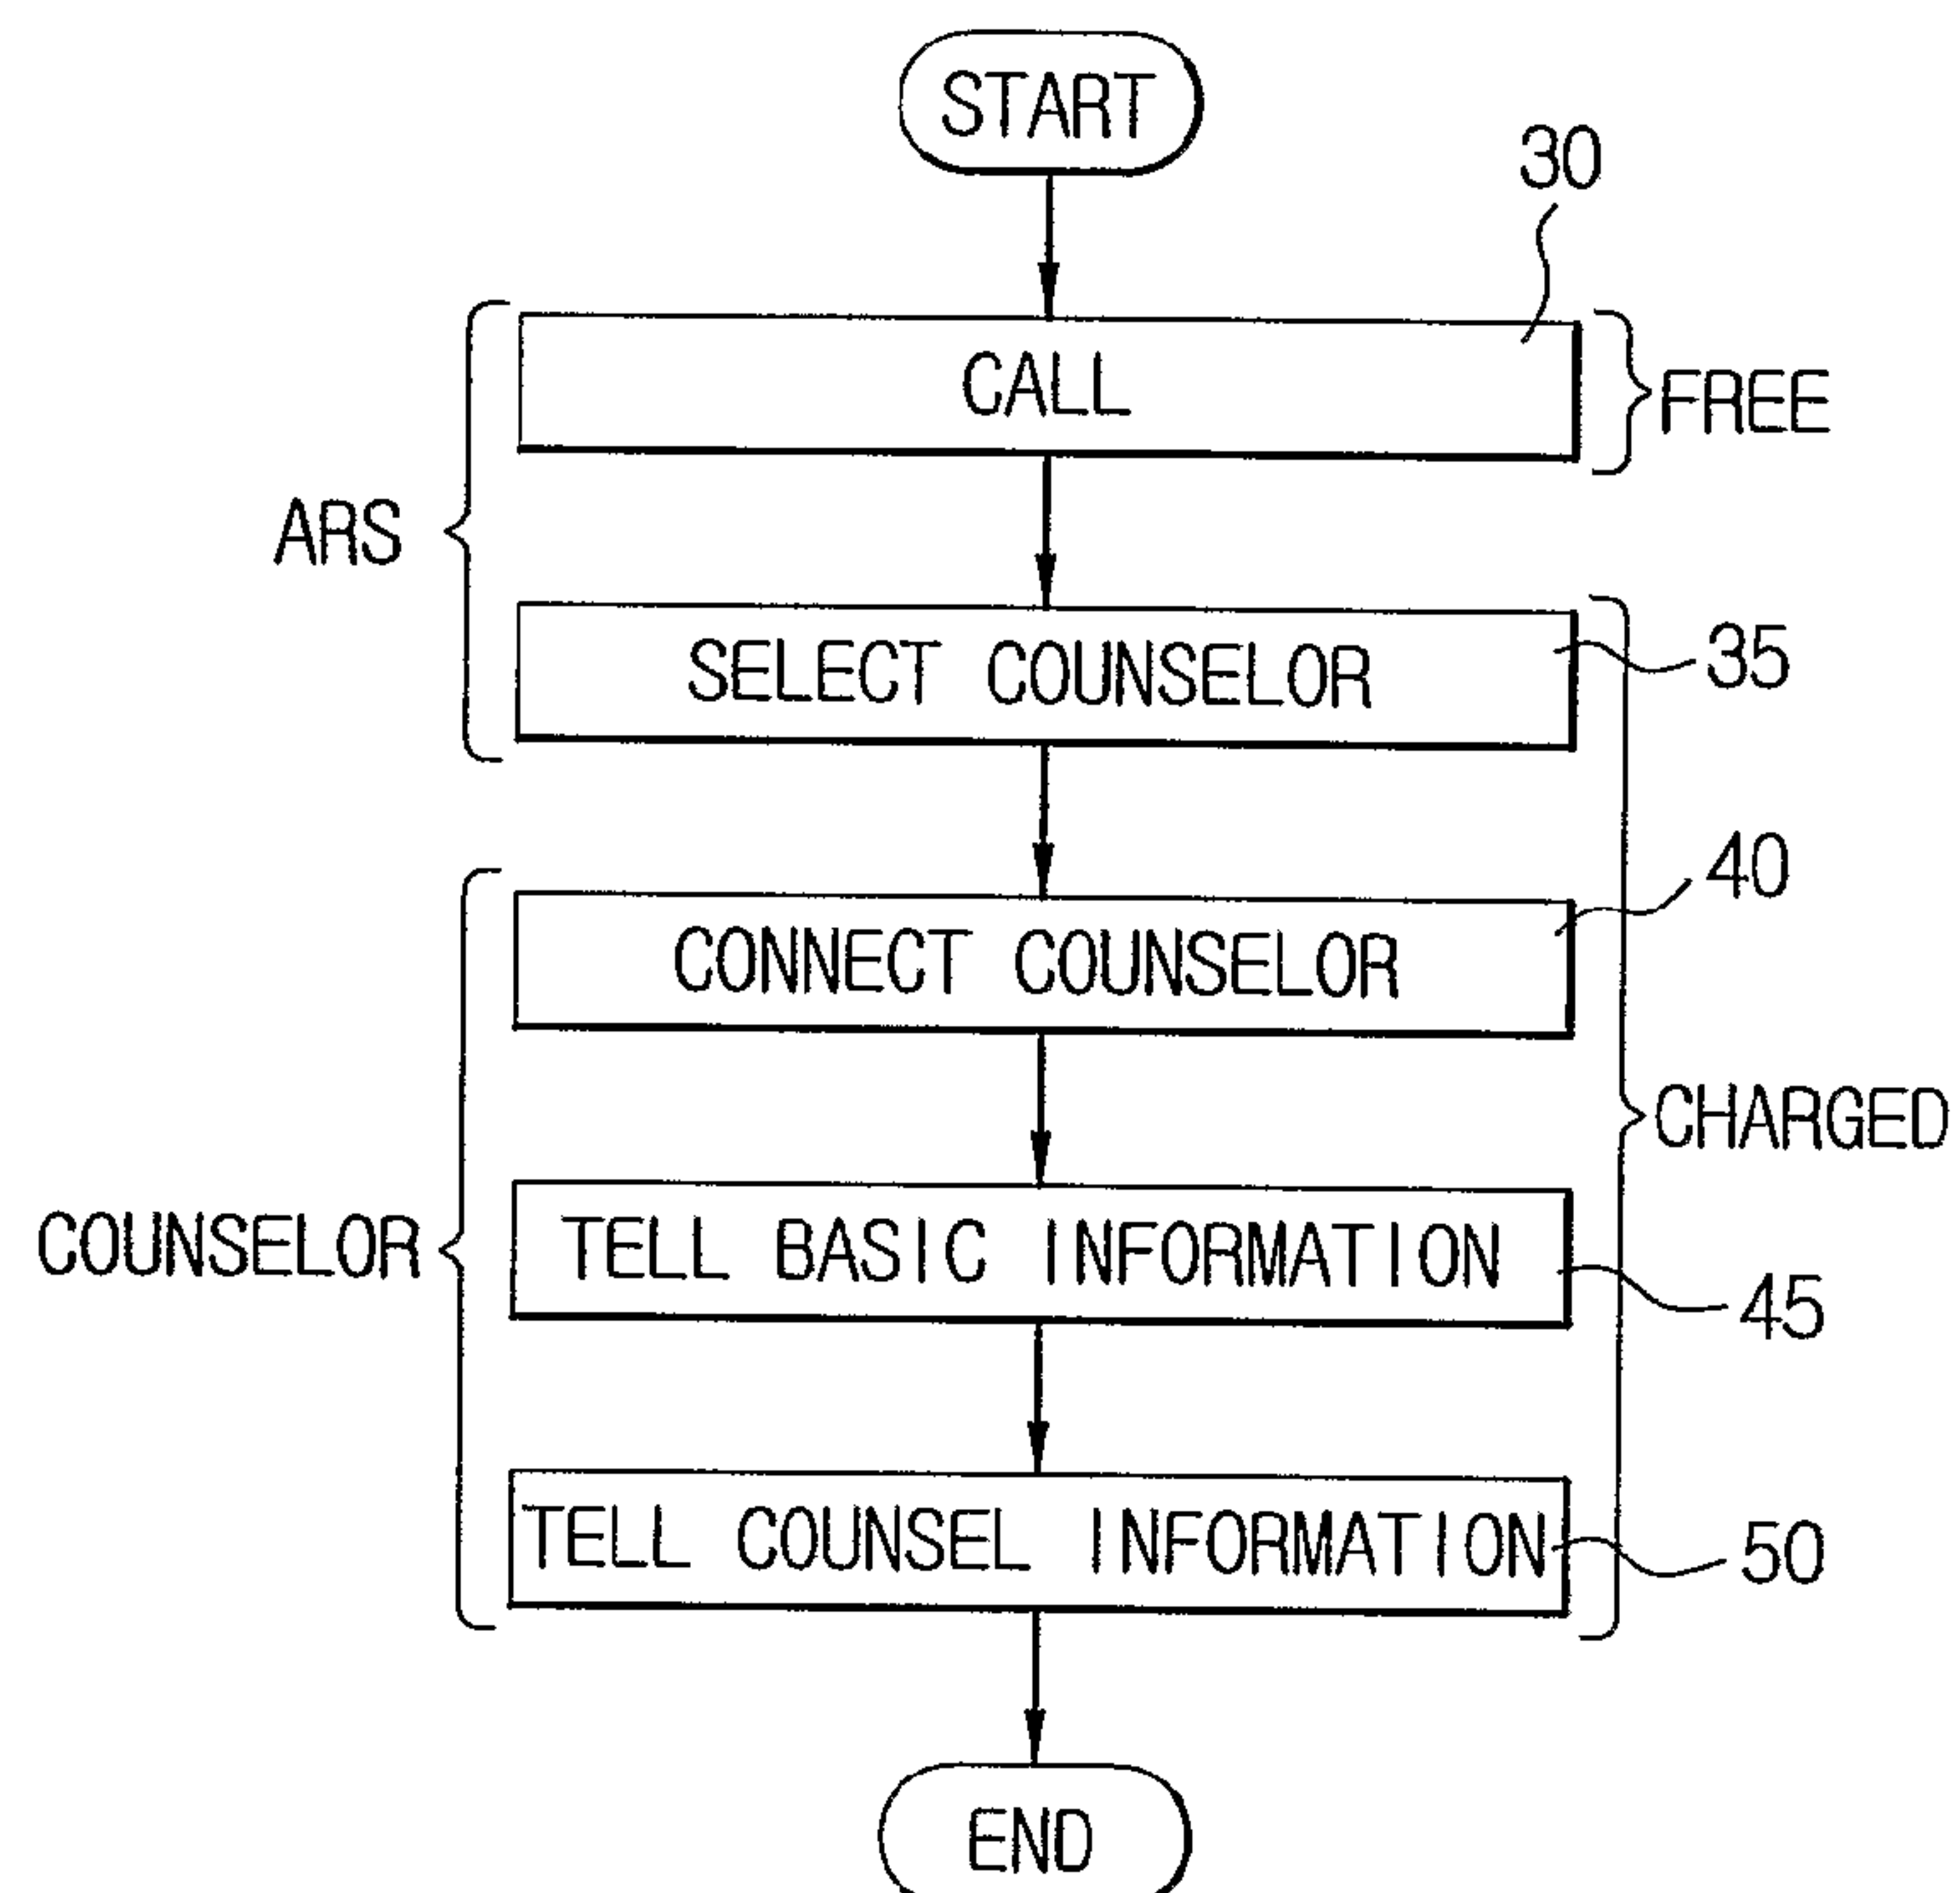 START
30
CALL
FREE
ARS
SELECT COUNSELOR
35
CONNECT COUNSELOR
40
CHARGED
COUNSELOR
TELL BASIC INFORMATION
45
TELL COUNSEL INFORMATION
50
END